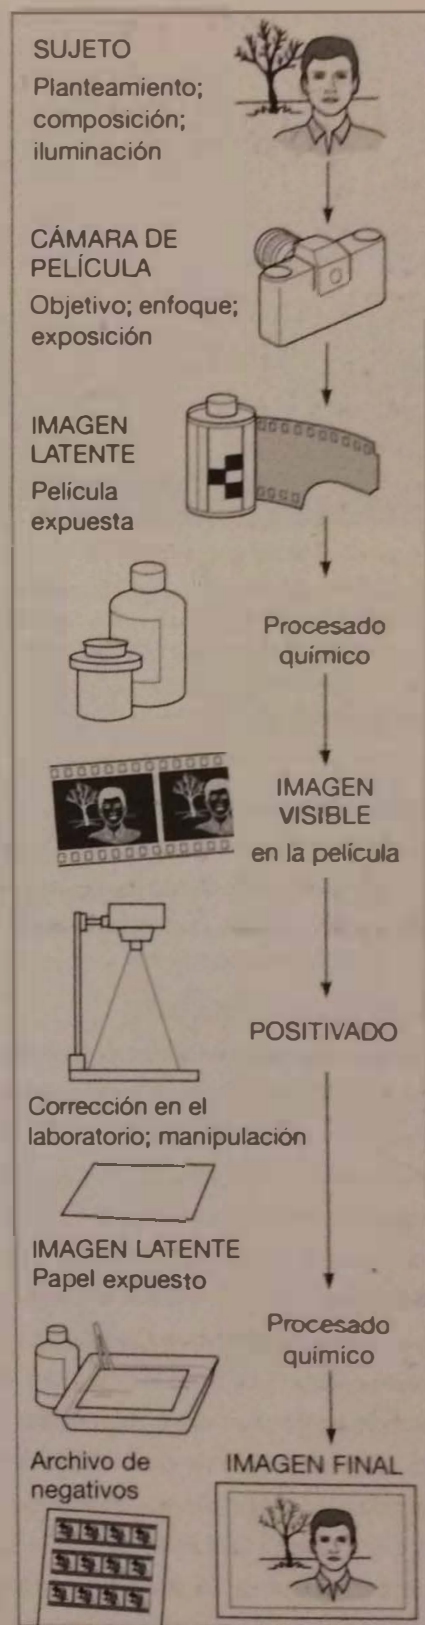 SUJETO
Planteamiento;
composición;
iluminación
CÁMARA DE
PELÍCULA
Objetivo; enfoque;
exposición
IMAGEN
LATENTE
Película
expuesta
Procesado
químico
IMAGEN
VISIBLE
en la película
POSITIVADO
Corrección en el
laboratorio; manipulación
IMAGEN LATENTE
Papel expuesto
Procesado
químico
Archivo de
negativos
IMAGEN FINAL